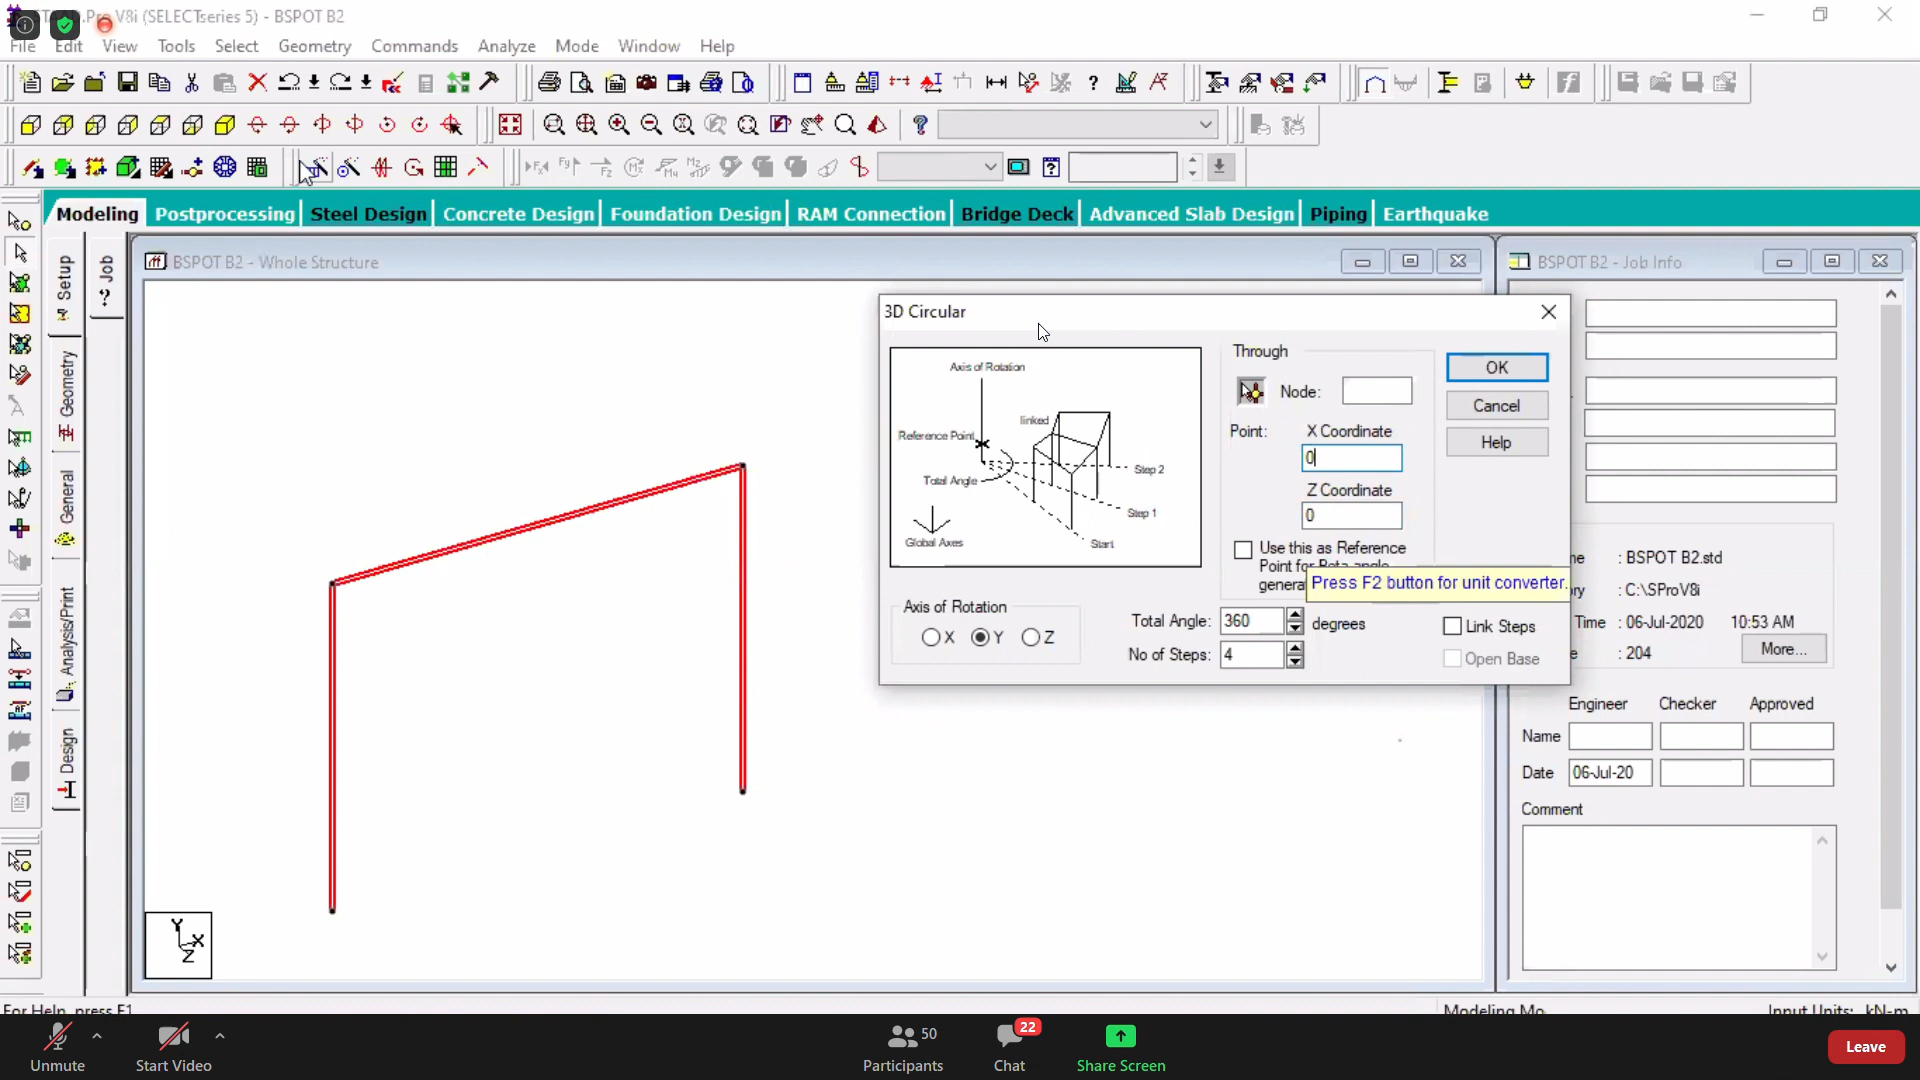 .Pro V8i (SELECTseries 5) - BSPOT B2
File Edit View Tools Select Geometry Commands Analyze Mode Window Help
Modeling Postprocessing Steel Design Concrete Design Foundation Design RAM Connection Bridge Deck Advanced Slab Design Piping Earthquake
Setup
Job
Geometry
General
Analysis/Print
Design
BSPOT B2 - Whole Structure
BSPOT B2 - Job Info
3D Circular
Axis of Rotation
Reference Point
linked
Total Angle
Step 2
Step 1
Start
Global Axes
Through
Node:
Point: X Coordinate
0
Z Coordinate
0
Use this as Reference
Point for Beta angle
genera
Press F2 button for unit converter.
OK
Cancel
Help
Axis of Rotation
X Y Z
Total Angle: 360 degrees
No of Steps: 4
Link Steps
Open Base
me : BSPOT B2.std
ry : C:\SProV8i
Time : 06-Jul-2020 10:53 AM
e : 204
More...
Engineer Checker Approved
Name
Date 06-Jul-20
Comment
Y
X
Z
For Help, press F1
Modeling Mo
Input Units: kN-m
Unmute
Start Video
50
Participants
22
Chat
Share Screen
Leave